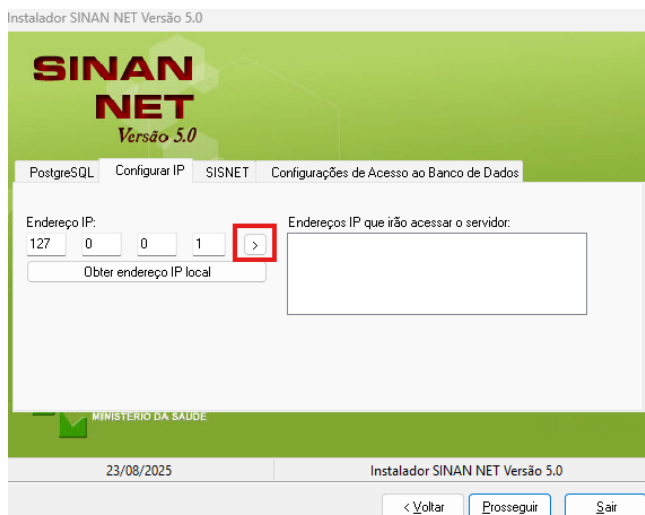 Instalador SINAN NET Versão 5.0
SINAN
NET
Versão 5.0
PostgreSQL Configurar IP SISNET Configurações de Acesso ao Banco de Dados
Endereço IP: Endereços IP que irão acessar o servidor:
127 0 0 1 >
Obter endereço IP local
MINISTÉRIO DA SAÚDE
23/08/2025 Instalador SINAN NET Versão 5.0
< Voltar Prosseguir Sair